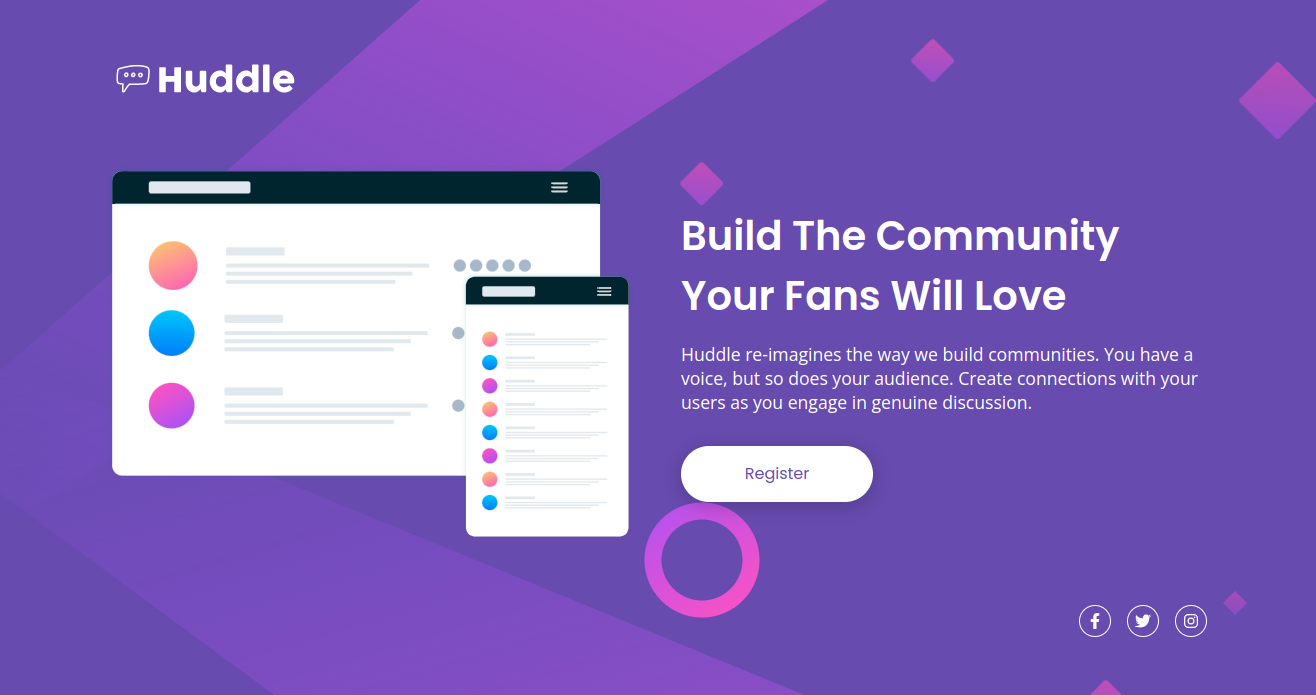 Huddle
Build The Community
Your Fans Will Love
Huddle re-imagines the way we build communities. You have a
voice, but so does your audience. Create connections with your
users as you engage in genuine discussion.
Register